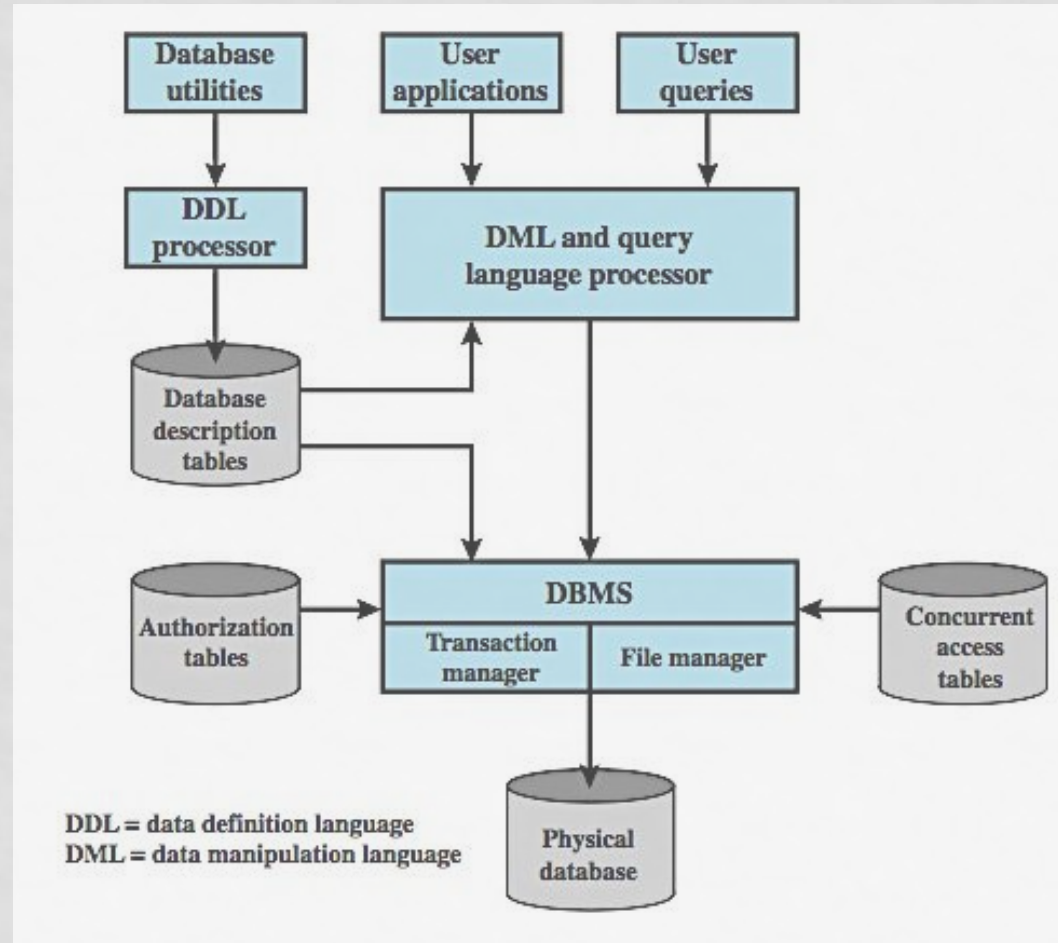 Database
utilities
User
applications
User
queries
DDL
processor
DML and query
language processor
Database
description
tables
DBMS
Transaction
manager
File manager
Authorization
tables
Concurrent
access
tables
Physical
database
DDL = data definition language
DML = data manipulation language